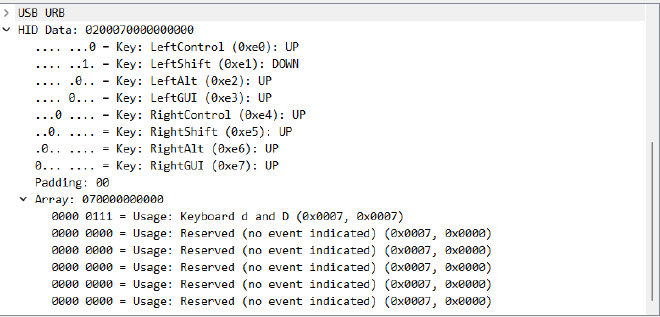 USB URB
HID Data: 0200070000000000
.... ...0 = Key: LeftControl (0xe0): UP
.... ..1. = Key: LeftShift (0xe1): DOWN
.... .0.. = Key: LeftAlt (0xe2): UP
.... 0... = Key: LeftGUI (0xe3): UP
...0 .... = Key: RightControl (0xe4): UP
..0. .... = Key: RightShift (0xe5): UP
.0.. .... = Key: RightAlt (0xe6): UP
0... .... = Key: RightGUI (0xe7): UP
Padding: 00
Array: 070000000000
0000 0111 = Usage: Keyboard d and D (0x0007, 0x0007)
0000 0000 = Usage: Reserved (no event indicated) (0x0007, 0x0000)
0000 0000 = Usage: Reserved (no event indicated) (0x0007, 0x0000)
0000 0000 = Usage: Reserved (no event indicated) (0x0007, 0x0000)
0000 0000 = Usage: Reserved (no event indicated) (0x0007, 0x0000)
0000 0000 = Usage: Reserved (no event indicated) (0x0007, 0x0000)